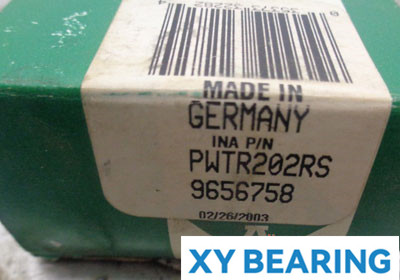 MADE IN
GERMANY
INA P/N
PWTR202RS
9656758
02/26/2003
XY BEARING